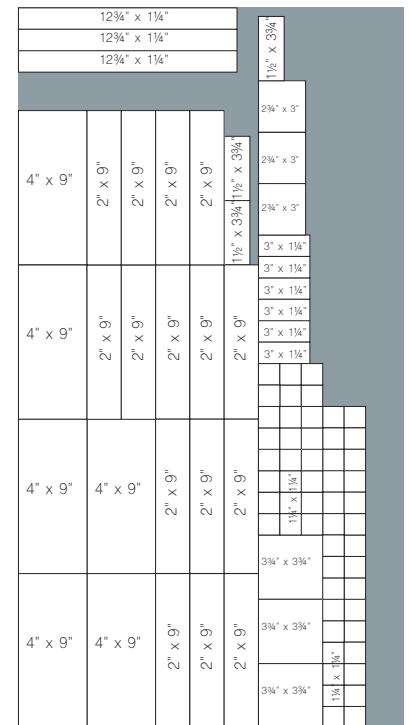 12¾" x 1¼"
12¾" x 1¼"
12¾" x 1¼"
4" x 9"
2" x 9"
2" x 9"
2" x 9"
2" x 9"
1½" x 3¾"
1½" x 3¾"
4" x 9"
2" x 9"
2" x 9"
2" x 9"
2" x 9"
2" x 9"
4" x 9"
4" x 9"
2" x 9"
2" x 9"
2" x 9"
4" x 9"
4" x 9"
2" x 9"
2" x 9"
2" x 9"
1½" x 3¾"
2¾" x 3"
2¾" x 3"
2¾" x 3"
3" x 1¼"
3" x 1¼"
3" x 1¼"
3" x 1¼"
3" x 1¼"
3" x 1¼"
1¼" x 1¼"
3¾" x 3¾"
3¾" x 3¾"
3¾" x 3¾"
1¼" x 1¼"